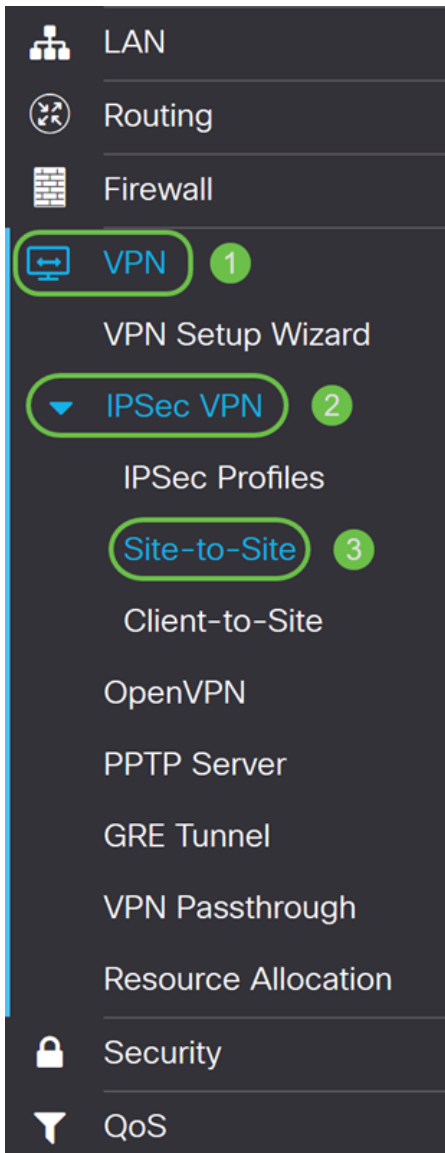 LAN
Routing
Firewall
VPN 1
VPN Setup Wizard
IPSec VPN 2
IPSec Profiles
Site-to-Site 3
Client-to-Site
OpenVPN
PPTP Server
GRE Tunnel
VPN Passthrough
Resource Allocation
Security
QoS